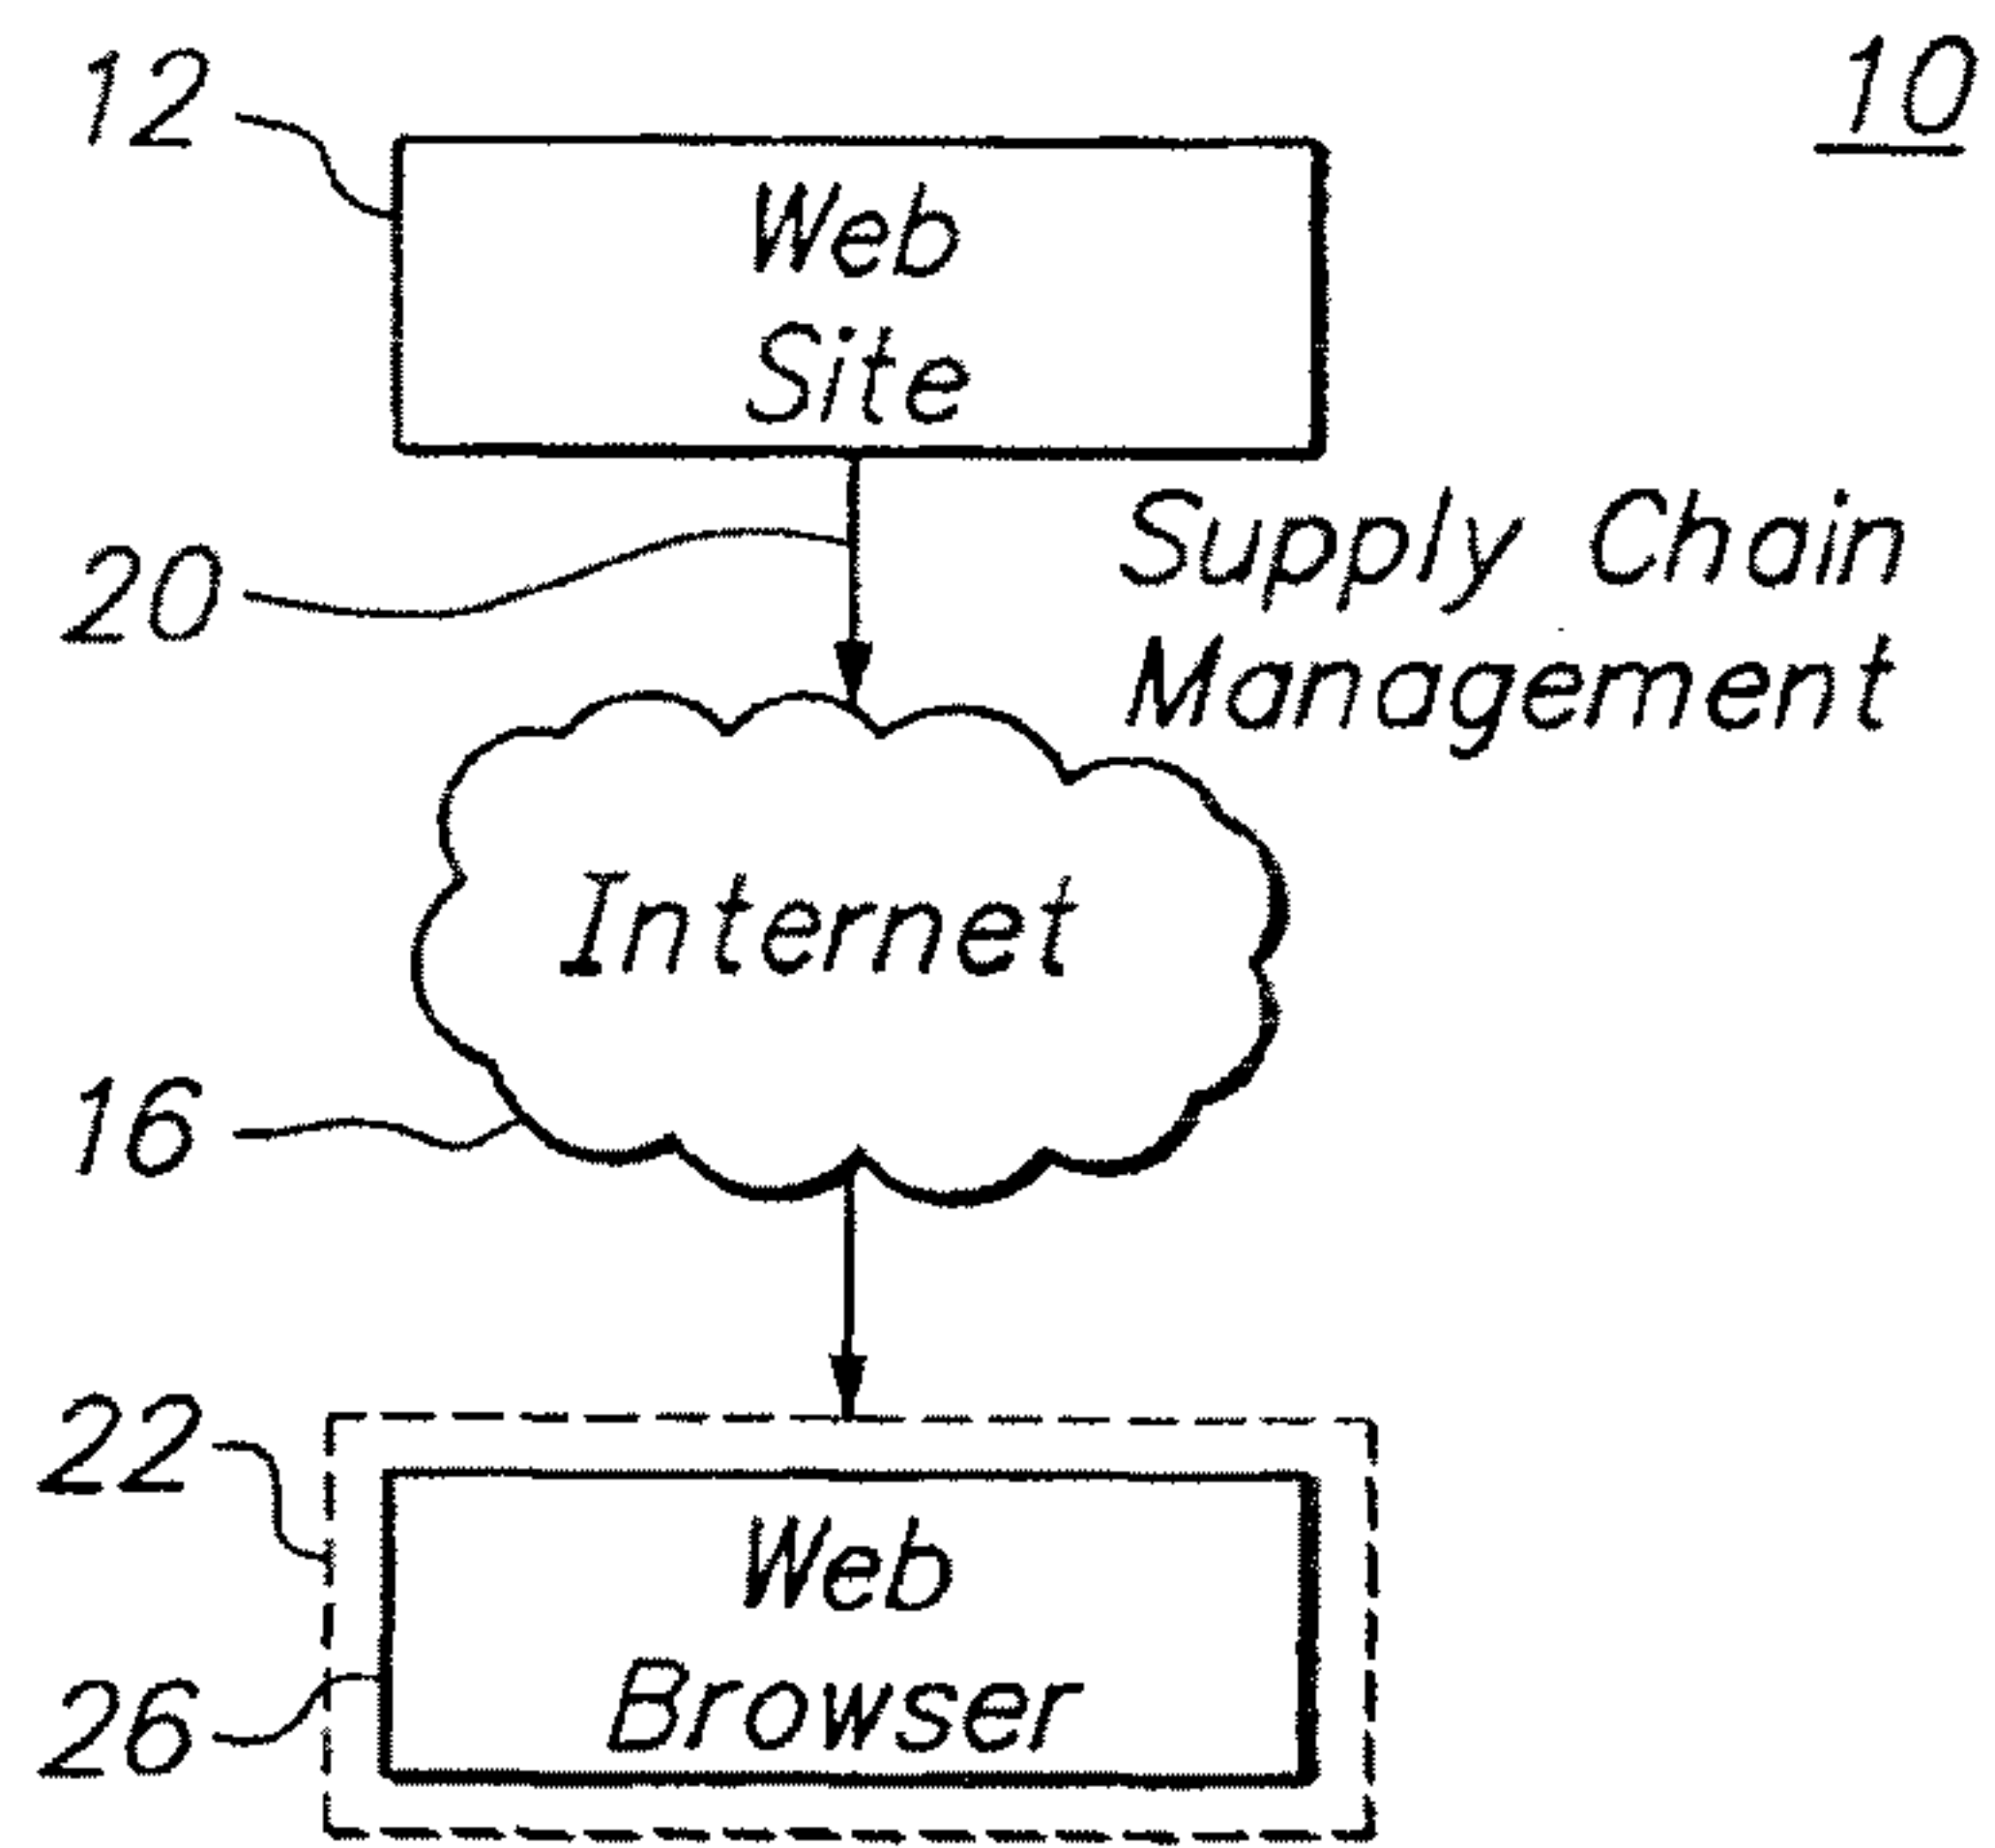 12
10
Web
Site
20
Supply Chain
Management
Internet
16
22
Web
Browser
26